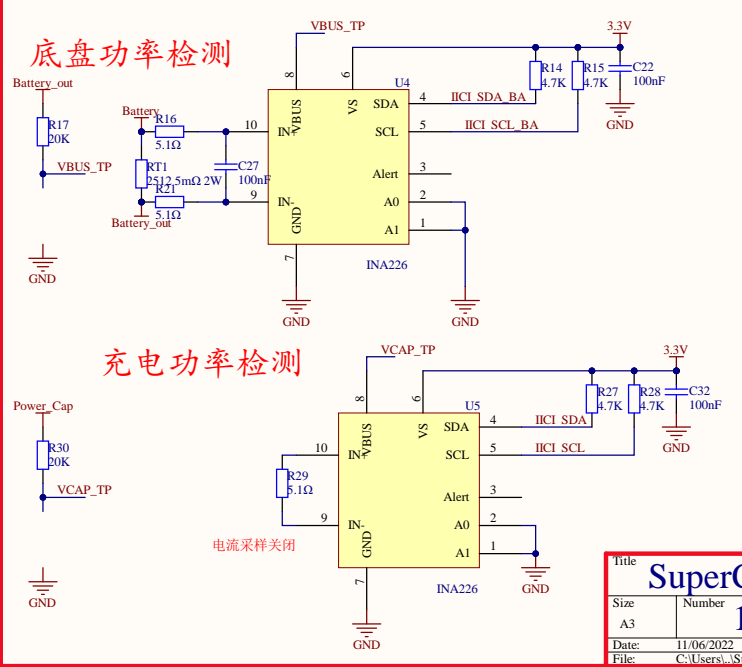 底盘功率检测
VBUS_TP
3.3V
Battery_out
R17
20K
VBUS_TP
GND
Battery
R16
5.1Ω
RT1
2512 5mΩ 2W
R21
5.1Ω
Battery_out
C27
100nF
8
6
U4
VBUS
VS
SDA
4
IICI_SDA_BA
10
IN+
SCL
5
IICI_SCL_BA
Alert
3
9
IN-
A0
2
GND
A1
1
7
INA226
GND
GND
R14
4.7K
R15
4.7K
C22
100nF
GND
充电功率检测
VCAP_TP
3.3V
Power_Cap
R30
20K
VCAP_TP
GND
8
6
U5
VBUS
VS
SDA
4
IICI_SDA
10
IN+
SCL
5
IICI_SCL
R29
5.1Ω
Alert
3
9
IN-
A0
2
电流采样关闭
GND
A1
1
7
INA226
GND
GND
R27
4.7K
R28
4.7K
C32
100nF
GND
Title
SuperC
Size
Number
A3
1
Date:
11/06/2022
File:
C:\Users\..\S